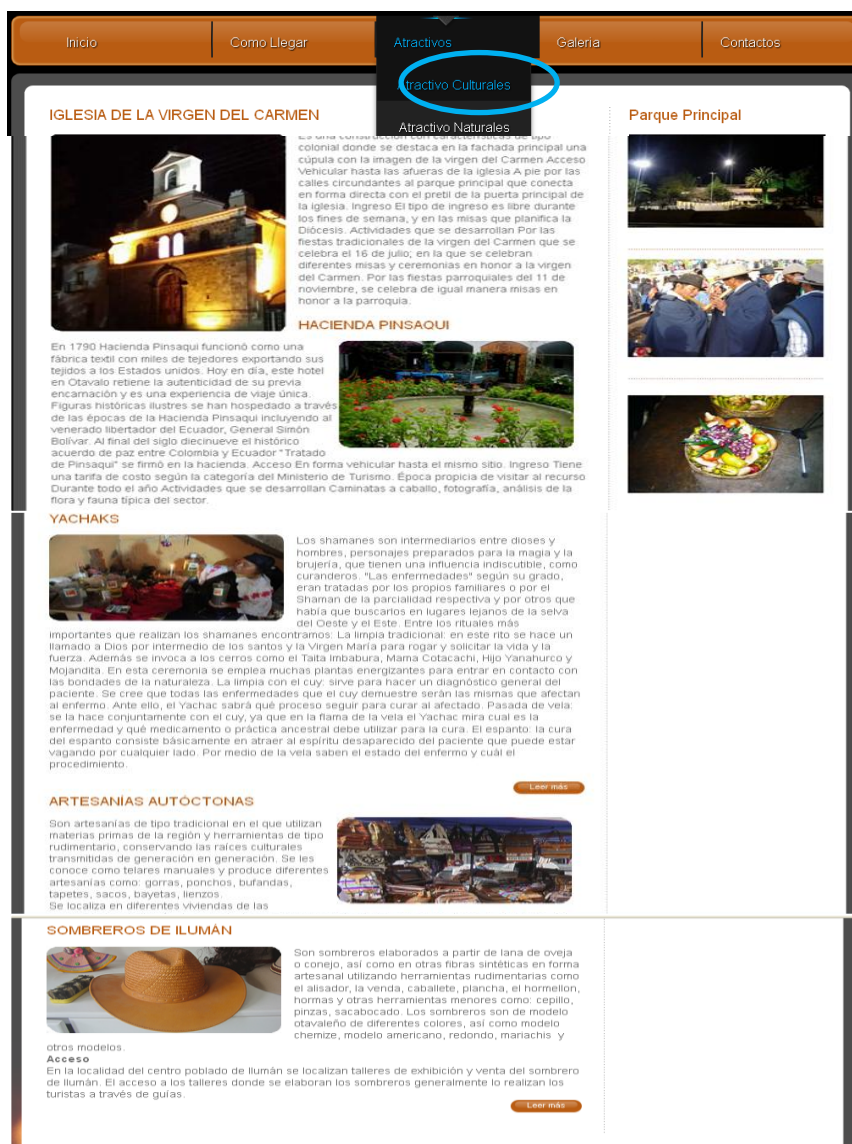 Inicio
Como Llegar
Atractivos
Galeria
Contactos
Atractivo Culturales
Atractivo Naturales
IGLESIA DE LA VIRGEN DEL CARMEN
Es una construcción con características de tipo
colonial donde se destaca en la fachada principal una
cúpula con la imagen de la virgen del Carmen Acceso
Vehicular hasta las afueras de la iglesia A pie por las
calles circundantes al parque principal que conecta
en forma directa con el pretil de la puerta principal de
la iglesia. Ingreso El tipo de ingreso es libre durante
los fines de semana, y en las misas que planifica la
Diócesis. Actividades que se desarrollan Por las
fiestas tradicionales de la virgen del Carmen que se
celebra el 16 de julio; en la que se celebran
diferentes misas y ceremonias en honor a la virgen
del Carmen. Por las fiestas parroquiales del 11 de
noviembre, se celebra de igual manera misas en
honor a la parroquia.
HACIENDA PINSAQUI
En 1790 Hacienda Pinsaqui funcionó como una
fábrica textil con miles de tejedores exportando sus
tejidos a los Estados unidos. Hoy en día, este hotel
en Otavalo retiene la autenticidad de su previa
encarnación y es una experiencia de viaje única.
Figuras históricas ilustres se han hospedado a través
de las épocas de la Hacienda Pinsaqui incluyendo al
venerado libertador del Ecuador, General Simón
Bolívar. Al final del siglo diecinueve el histórico
acuerdo de paz entre Colombia y Ecuador "Tratado
de Pinsaqui" se firmó en la hacienda. Acceso En forma vehicular hasta el mismo sitio. Ingreso Tiene
una tarifa de costo según la categoría del Ministerio de Turismo. Época propicia de visitar al recurso
Durante todo el año Actividades que se desarrollan Caminatas a caballo, fotografía, análisis de la
flora y fauna típica del sector.
YACHAKS
Los shamanes son intermediarios entre dioses y
hombres, personajes preparados para la magia y la
brujería, que tienen una influencia indiscutible, como
curanderos. "Las enfermedades" según su grado,
eran tratadas por los propios familiares o por el
Shaman de la parcialidad respectiva y por otros que
había que buscarlos en lugares lejanos de la selva
del Oeste y el Este. Entre los rituales más
importantes que realizan los shamanes encontramos: La limpia tradicional: en este rito se hace un
llamado a Dios por intermedio de los santos y la Virgen María para rogar y solicitar la vida y la
fuerza. Además se invoca a los cerros como el Taita Imbabura, Mama Cotacachi, Hijo Yanahurco y
Mojandita. En esta ceremonia se emplea muchas plantas energizantes para entrar en contacto con
las bondades de la naturaleza. La limpia con el cuy: sirve para hacer un diagnóstico general del
paciente. Se cree que todas las enfermedades que el cuy demuestre serán las mismas que afectan
al enfermo. Ante ello, el Yachac sabrá qué proceso seguir para curar al afectado. Pasada de vela:
se la hace conjuntamente con el cuy, ya que en la flama de la vela el Yachac mira cual es la
enfermedad y qué medicamento o práctica ancestral debe utilizar para la cura. El espanto: la cura
del espanto consiste básicamente en atraer al espíritu desaparecido del paciente que puede estar
vagando por cualquier lado. Por medio de la vela saben el estado del enfermo y cuál el
procedimiento.
Leer más
ARTESANÍAS AUTÓCTONAS
Son artesanías de tipo tradicional en el que utilizan
materias primas de la región y herramientas de tipo
rudimentario, conservando las raíces culturales
transmitidas de generación en generación. Se les
conoce como telares manuales y produce diferentes
artesanías como: gorras, ponchos, bufandas,
tapetes, sacos, bayetas, lienzos.
Se localiza en diferentes viviendas de las
SOMBREROS DE ILUMÁN
Son sombreros elaborados a partir de lana de oveja
o conejo, así como en otras fibras sintéticas en forma
artesanal utilizando herramientas rudimentarias como
el alisador, la venda, caballete, plancha, el hormellon,
hormas y otras herramientas menores como: cepillo,
pinzas, sacabocado. Los sombreros son de modelo
otavaleño de diferentes colores, así como modelo
chemize, modelo americano, redondo, mariachis y
otros modelos.
Acceso
En la localidad del centro poblado de Ilumán se localizan talleres de exhibición y venta del sombrero
de Ilumán. El acceso a los talleres donde se elaboran los sombreros generalmente lo realizan los
turistas a través de guías.
Leer más
Parque Principal